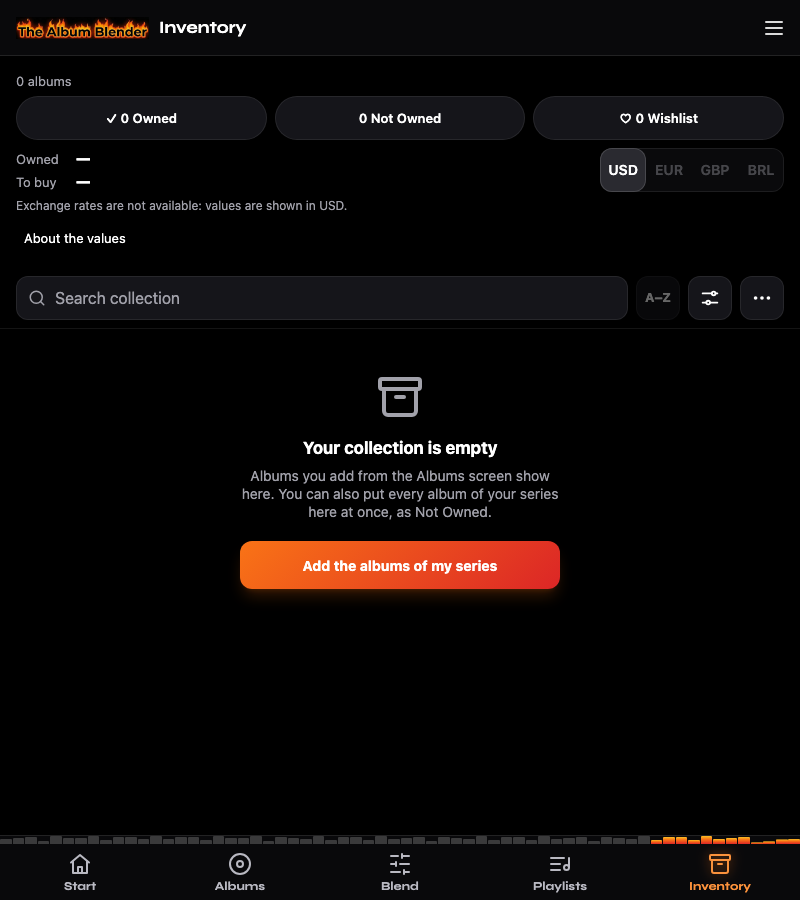 The Album Blender Inventory
0 albums
0 Owned
0 Not Owned
0 Wishlist
Owned —
USD EUR GBP BRL
To buy —
Exchange rates are not available: values are shown in USD.
About the values
Search collection
A–Z
Your collection is empty
Albums you add from the Albums screen show
here. You can also put every album of your series
here at once, as Not Owned.
Add the albums of my series
Start
Albums
Blend
Playlists
Inventory